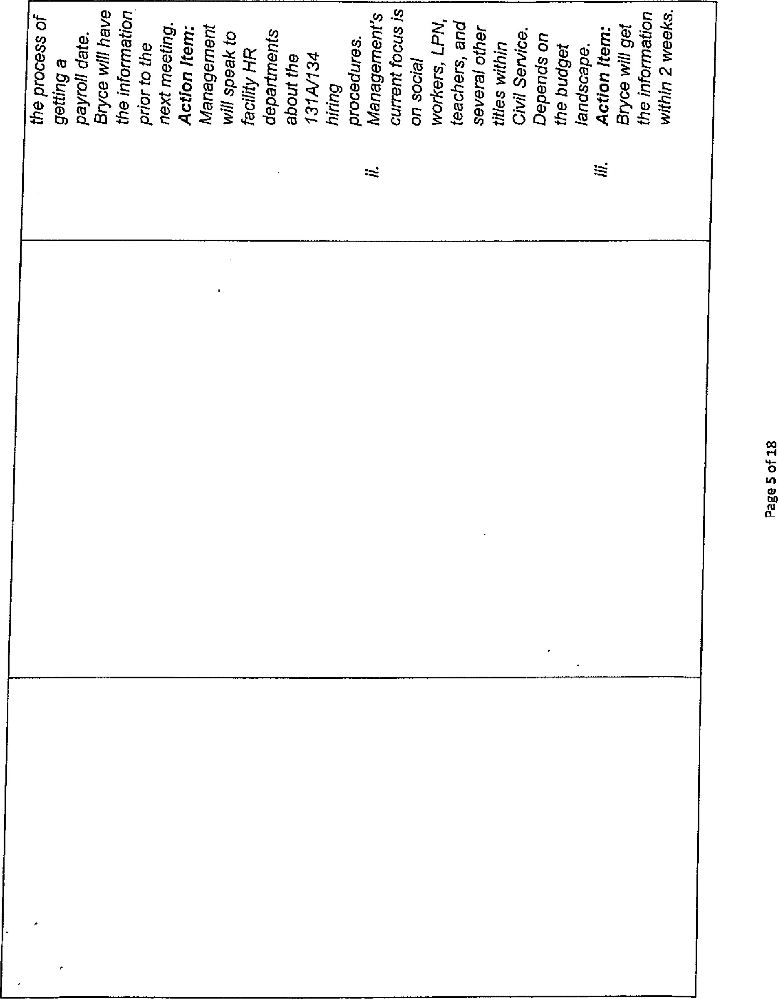 the process of
getting a
payroll date.
Bryce will have
the information
prior to the
next meeting.
Action Item:
Management
will speak to
facility HR
departments
about the
131A/134
hiring
procedures.
ii. Management's
current focus is
on social
workers, LPN,
teachers, and
several other
titles within
Civil Service.
Depends on
the budget
landscape.
iii. Action Item:
Bryce will get
the information
within 2 weeks.
Page 5 of 18